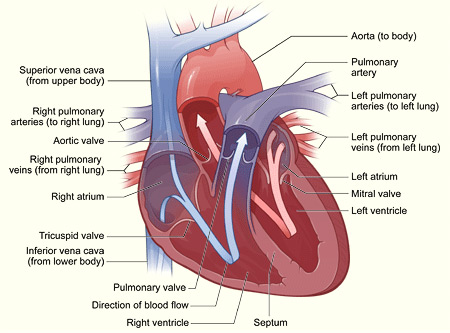 Aorta (to body)
Pulmonary
artery
Superior vena cava
(from upper body)
Left pulmonary
arteries (to left lung)
Right pulmonary
arteries (to right lung)
Left pulmonary
veins (from left lung)
Aortic valve
Right pulmonary
veins (from right lung)
Left atrium
Right atrium
Mitral valve
Left ventricle
Tricuspid valve
Inferior vena cava
(from lower body)
Pulmonary valve
Direction of blood flow
Right ventricle
Septum